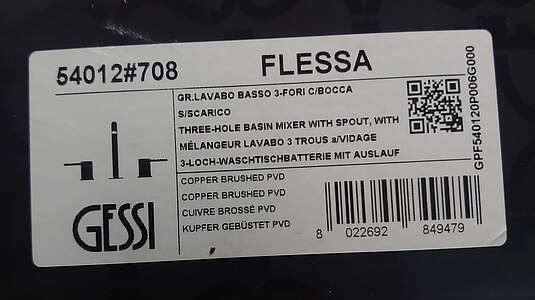 54012#708
FLESSA
GR.LAVABO BASSO 3-FORI C/BOCCA
S/SCARICO
THREE-HOLE BASIN MIXER WITH SPOUT, WITH
MÉLANGEUR LAVABO 3 TROUS a/VIDAGE
3-LOCH-WASCHTISCHBATTERIE MIT AUSLAUF
COPPER BRUSHED PVD
COPPER BRUSHED PVD
CUIVRE BROSSÉ PVD
KUPFER GEBÜSTET PVD
GESSI
8 022692 849479
GPF540120P006G000